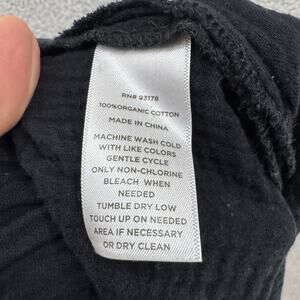 RN# 93178
100%ORGANIC COTTON
MADE IN CHINA
MACHINE WASH COLD
WITH LIKE COLORS
GENTLE CYCLE
ONLY NON-CHLORINE
BLEACH WHEN
NEEDED
TUMBLE DRY LOW
TOUCH UP ON NEEDED
AREA IF NECESSARY
OR DRY CLEAN